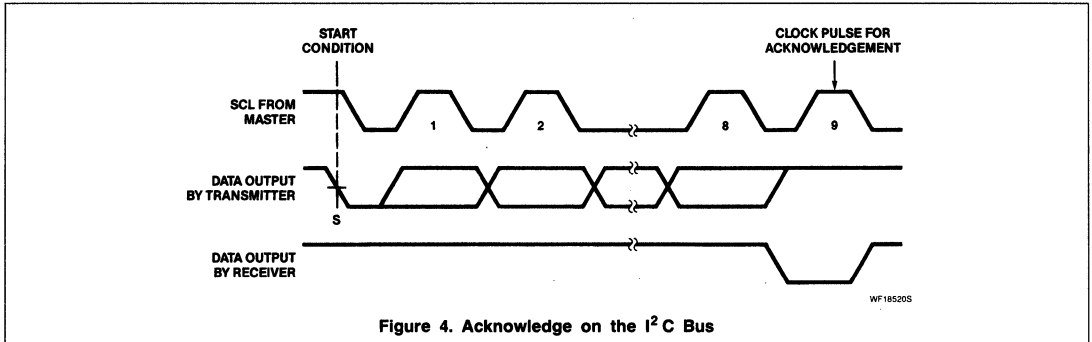 START
CONDITION
CLOCK PULSE FOR
ACKNOWLEDGEMENT
SCL FROM
MASTER
1
2
8
9
DATA OUTPUT
BY TRANSMITTER
S
DATA OUTPUT
BY RECEIVER
WF18520S
Figure 4. Acknowledge on the I² C Bus